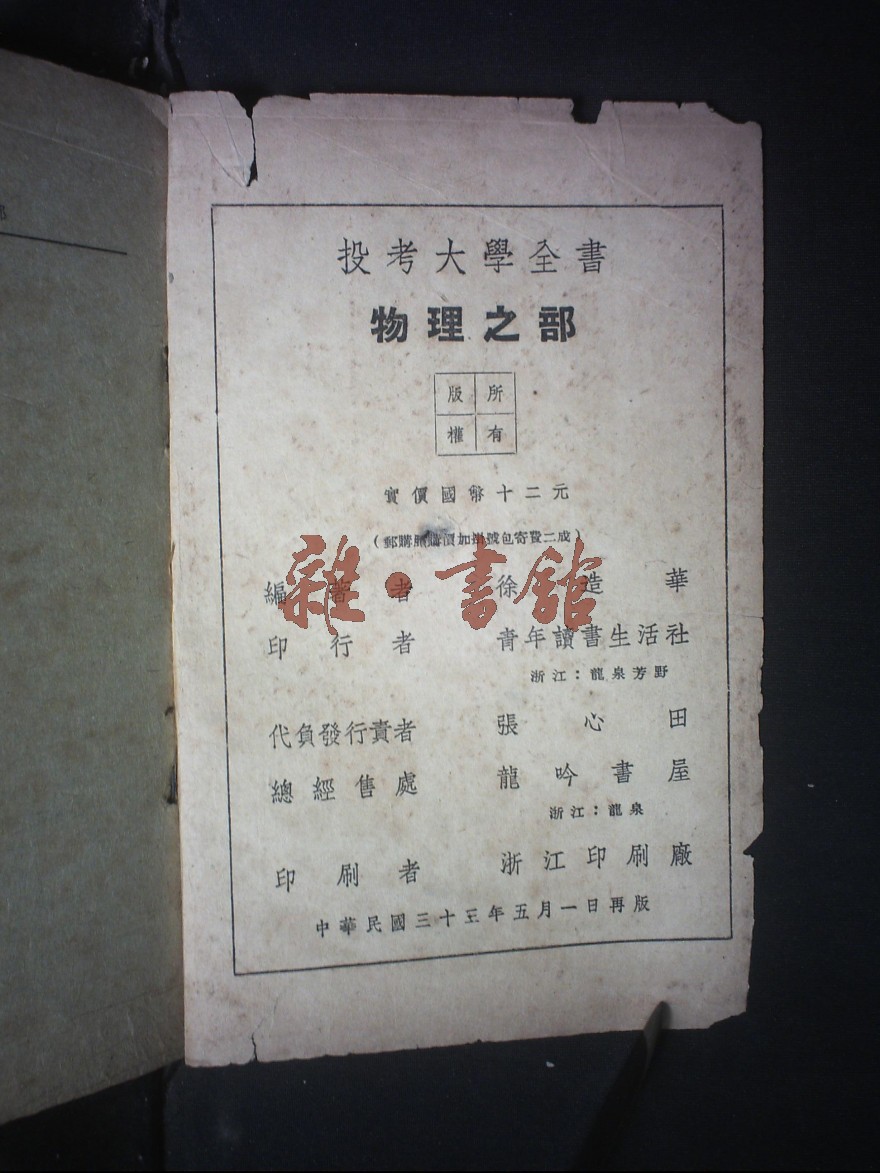 部
投考大學全書
物理之部
版權
所有
實價國幣十二元
(郵購照購價加掛號包寄費二成)
雜·書館
編著者 徐造華
印行者 青年讀書生活社
浙江：龍泉芳野
代負發行責者 張心田
總經售處 龍吟書屋
浙江：龍泉
印刷者 浙江印刷廠
中華民國三十三年五月一日再版